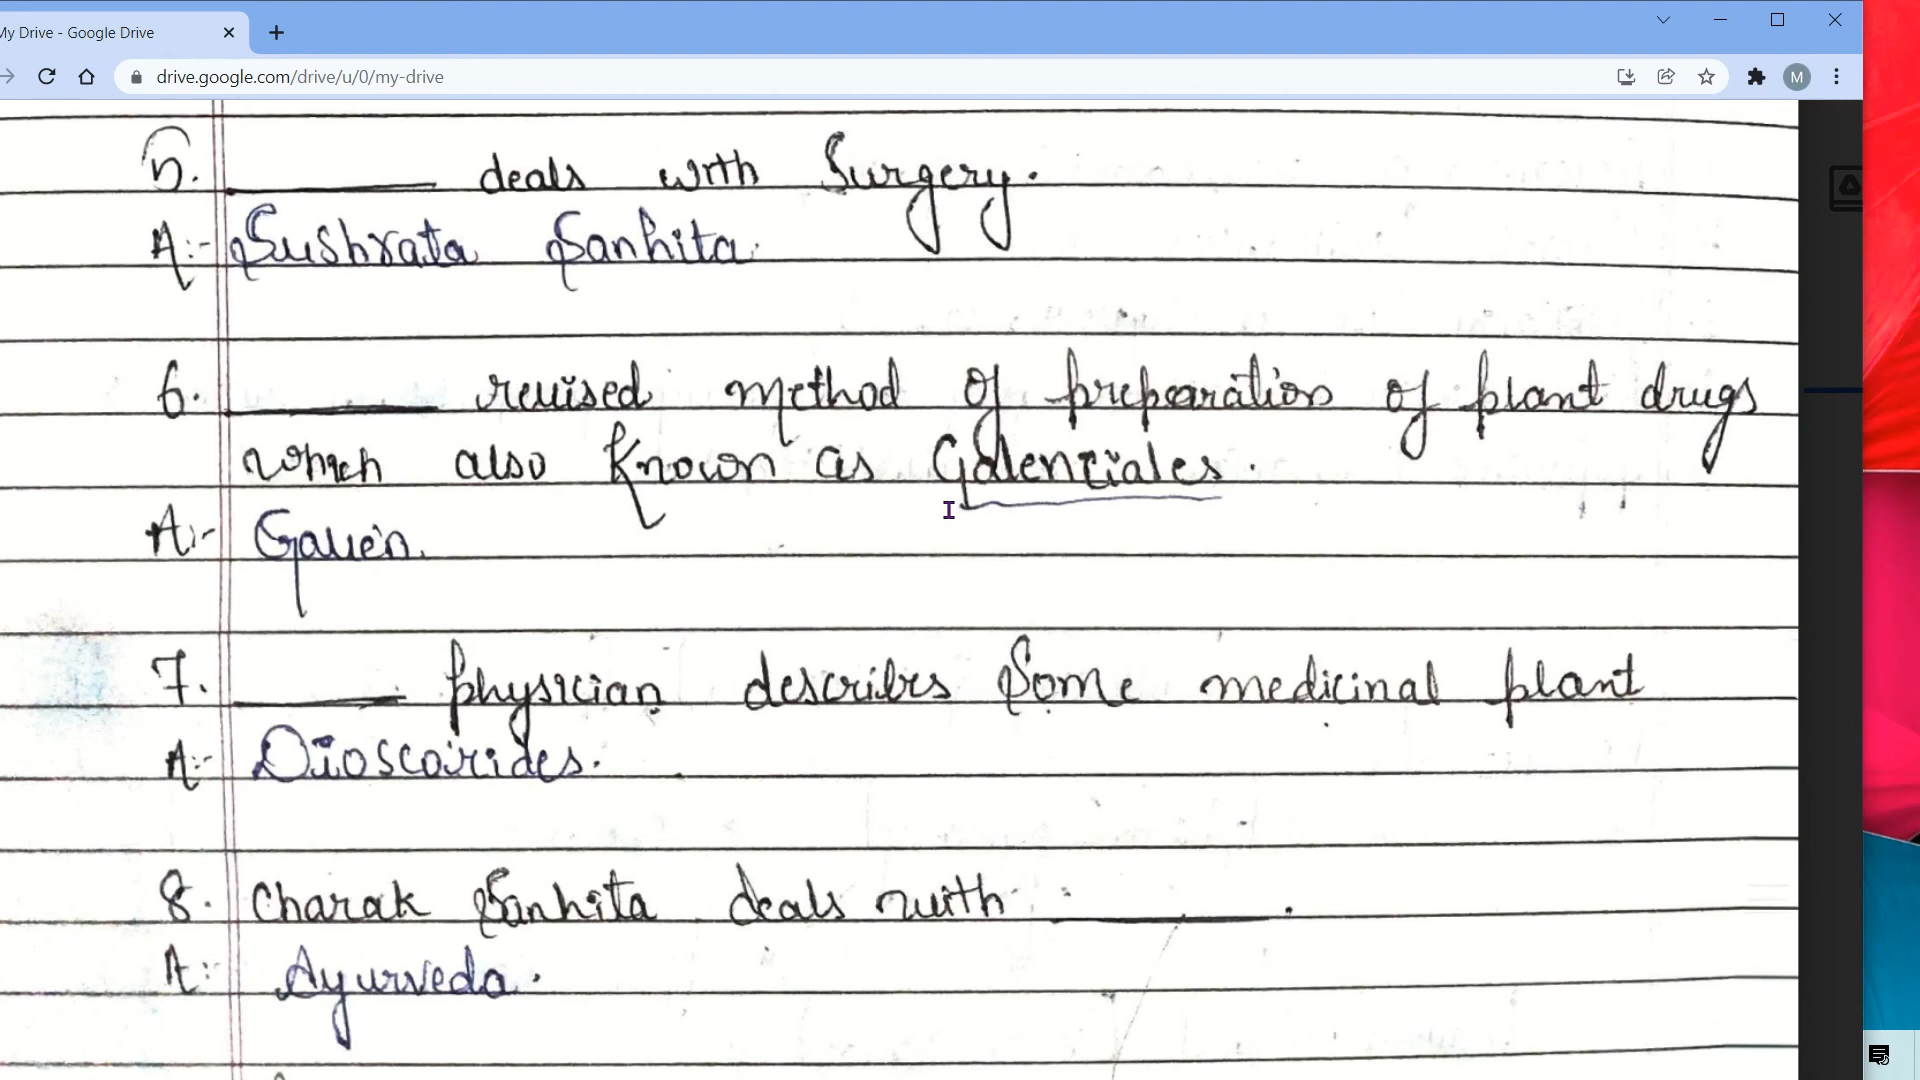 My Drive - Google Drive
drive.google.com/drive/u/0/my-drive
M
5. ______ deals with Surgery.
A:- Sushrata Sanhita
6. ______ revised method of preparation of plant drugs
which also Known as Galenciales.
A:- Galien.
7. ______ physician describes Some medicinal plant
A:- Dioscorides.
8. Charak Sanhita deals with ______.
A:- Ayurveda.